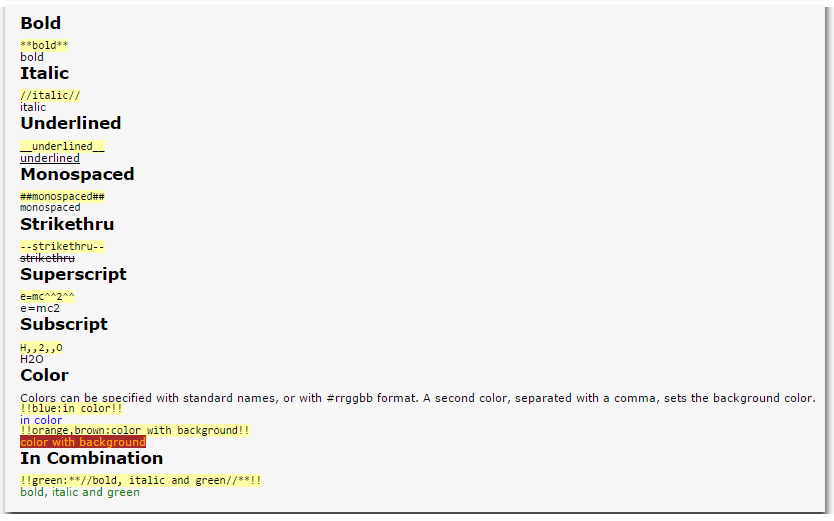 Bold
**bold**
bold
Italic
//italic//
italic
Underlined
__underlined__
underlined
Monospaced
##monospaced##
monospaced
Strikethru
--strikethru--
strikethru
Superscript
e=mc^^2^^
e=mc2
Subscript
H,,2,,O
H2O
Color
Colors can be specified with standard names, or with #rrggbb format. A second color, separated with a comma, sets the background color.
!!blue:in color!!
in color
!!orange,brown:color with background!!
color with background
In Combination
!!green:**//bold, italic and green//**!!
bold, italic and green